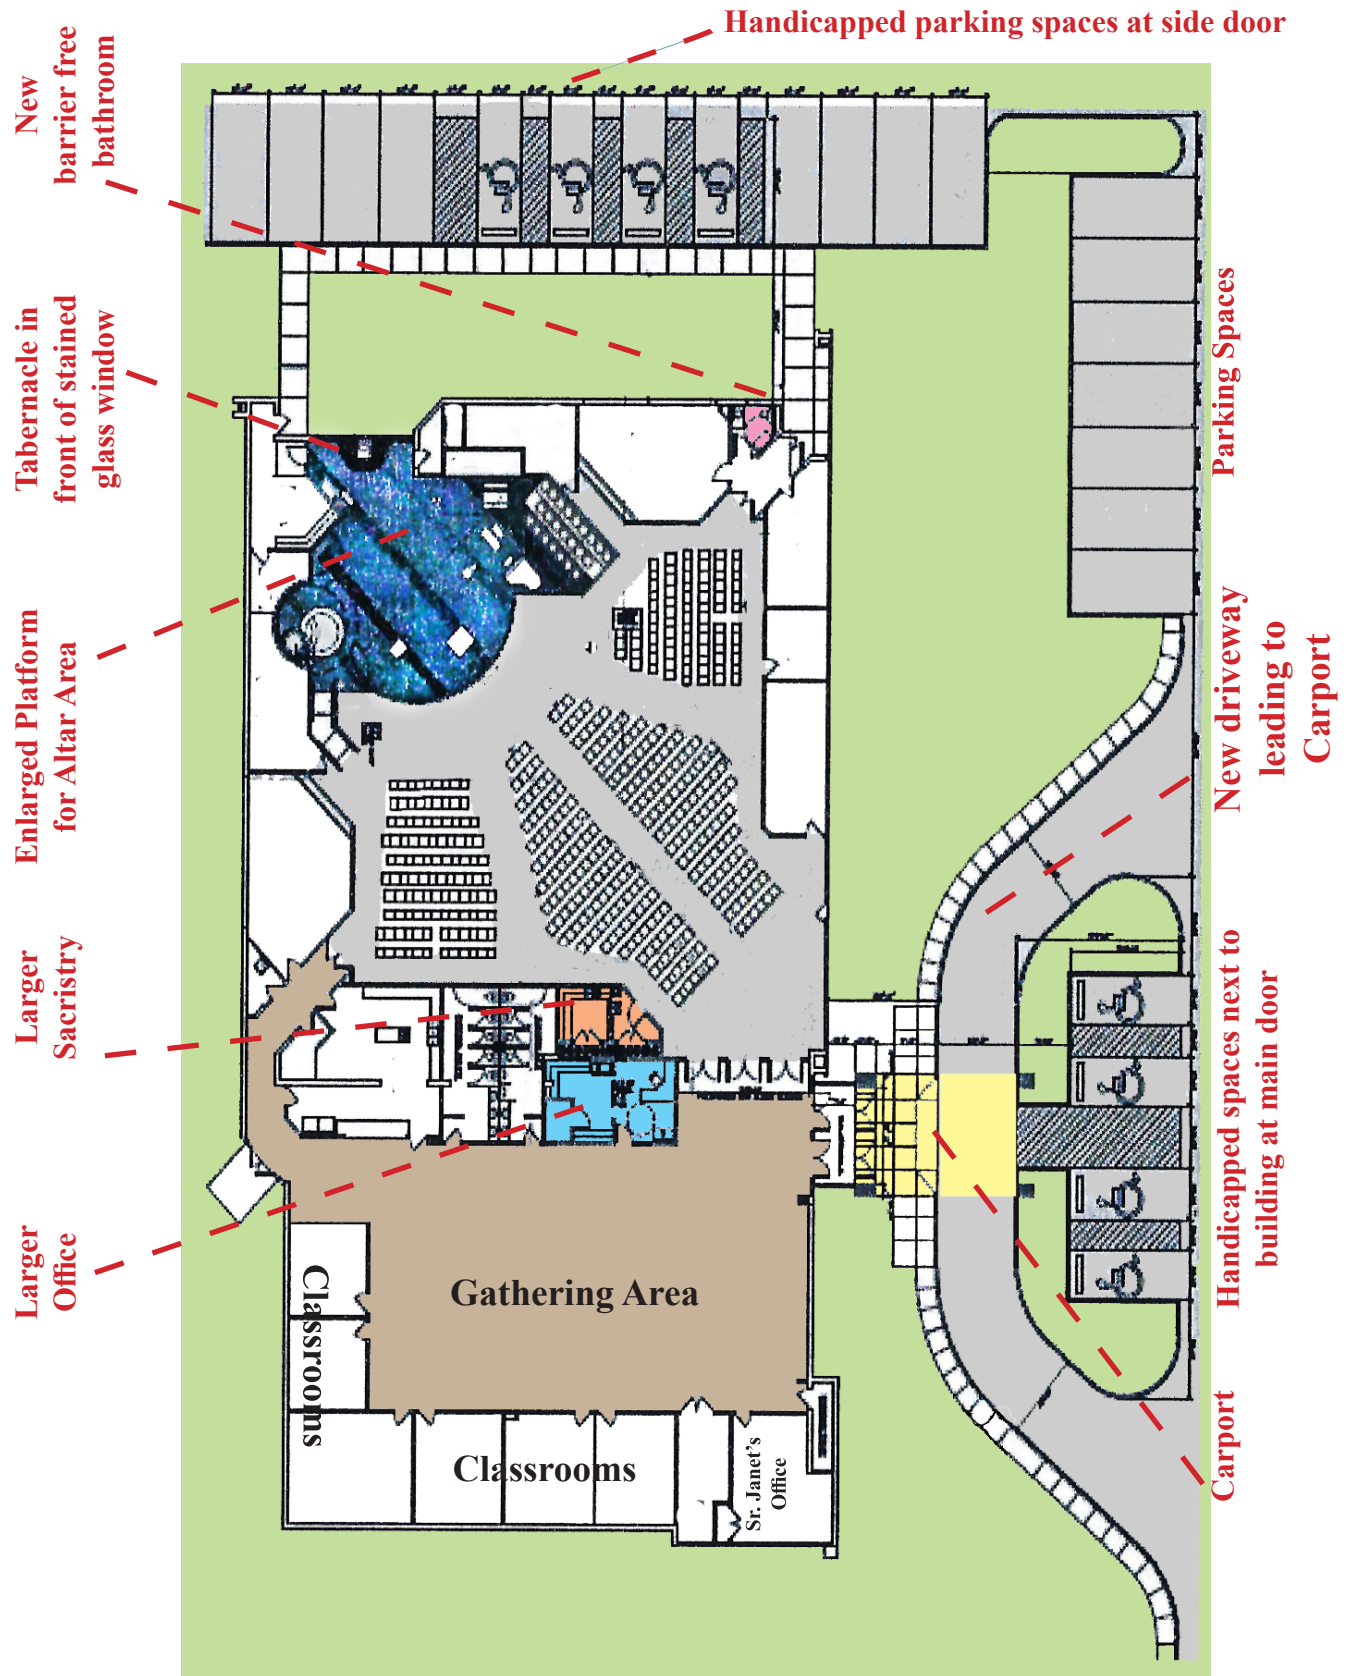 Handicapped parking spaces at side door
New
barrier free
bathroom
Tabernacle in
front of stained
glass window
Enlarged Platform
for Altar Area
Larger
Sacristry
Larger
Office
Parking Spaces
New driveway
leading to
Carport
Handicapped spaces next to
building at main door
Carport
Gathering Area
Classrooms
Classrooms
Sr. Janet's
Office